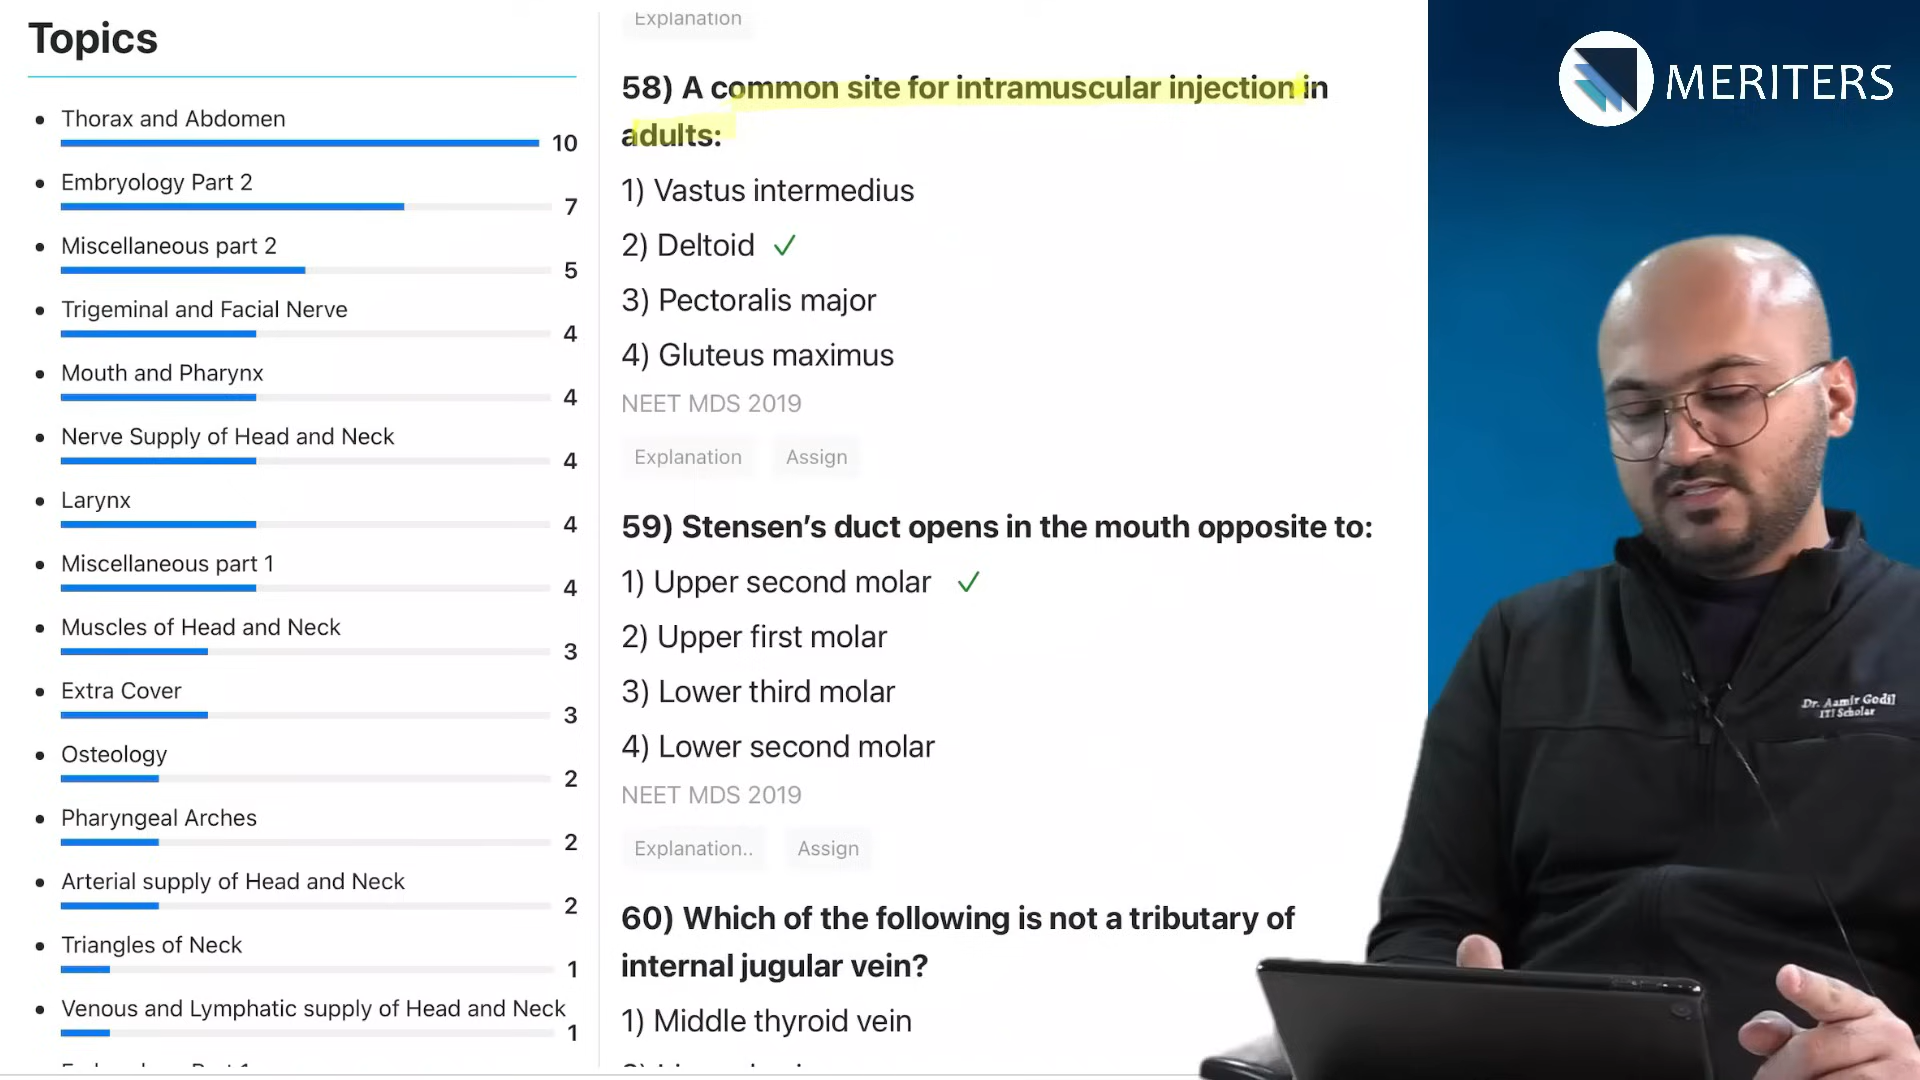 Topics
Thorax and Abdomen
10
Embryology Part 2
7
Miscellaneous part 2
5
Trigeminal and Facial Nerve
4
Mouth and Pharynx
4
Nerve Supply of Head and Neck
4
Larynx
4
Miscellaneous part 1
4
Muscles of Head and Neck
3
Extra Cover
3
Osteology
2
Pharyngeal Arches
2
Arterial supply of Head and Neck
2
Triangles of Neck
1
Venous and Lymphatic supply of Head and Neck
1
Explanation
58) A common site for intramuscular injection in
adults:
1) Vastus intermedius
2) Deltoid ✓
3) Pectoralis major
4) Gluteus maximus
NEET MDS 2019
Explanation Assign
59) Stensen's duct opens in the mouth opposite to:
1) Upper second molar ✓
2) Upper first molar
3) Lower third molar
4) Lower second molar
NEET MDS 2019
Explanation.. Assign
60) Which of the following is not a tributary of
internal jugular vein?
1) Middle thyroid vein
MERITERS
Dr. Aamir Godil
ITI Scholar